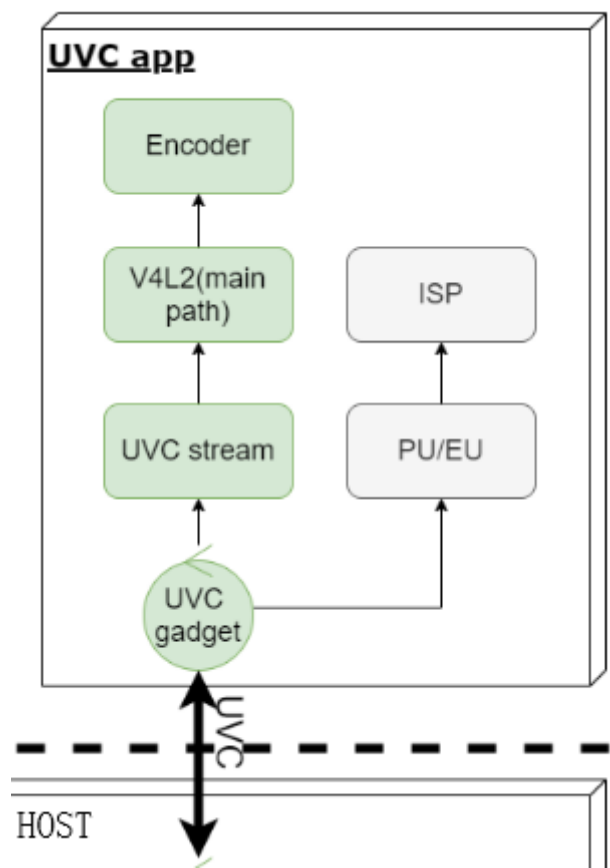 UVC app
Encoder
V4L2(main
path)
ISP
UVC stream
PU/EU
UVC
gadget
UVC
HOST